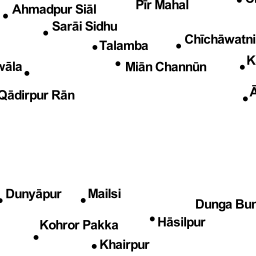 Ahmadpur Siāl
Pīr Mahal
Sarāi Sidhu
Talamba
Chīchāwatni
wāla
Miān Channūn
K
Qādirpur Rān
Ā
Dunyāpur
Mailsi
Dunga Bun
Kohror Pakka
Hāsilpur
Khairpur